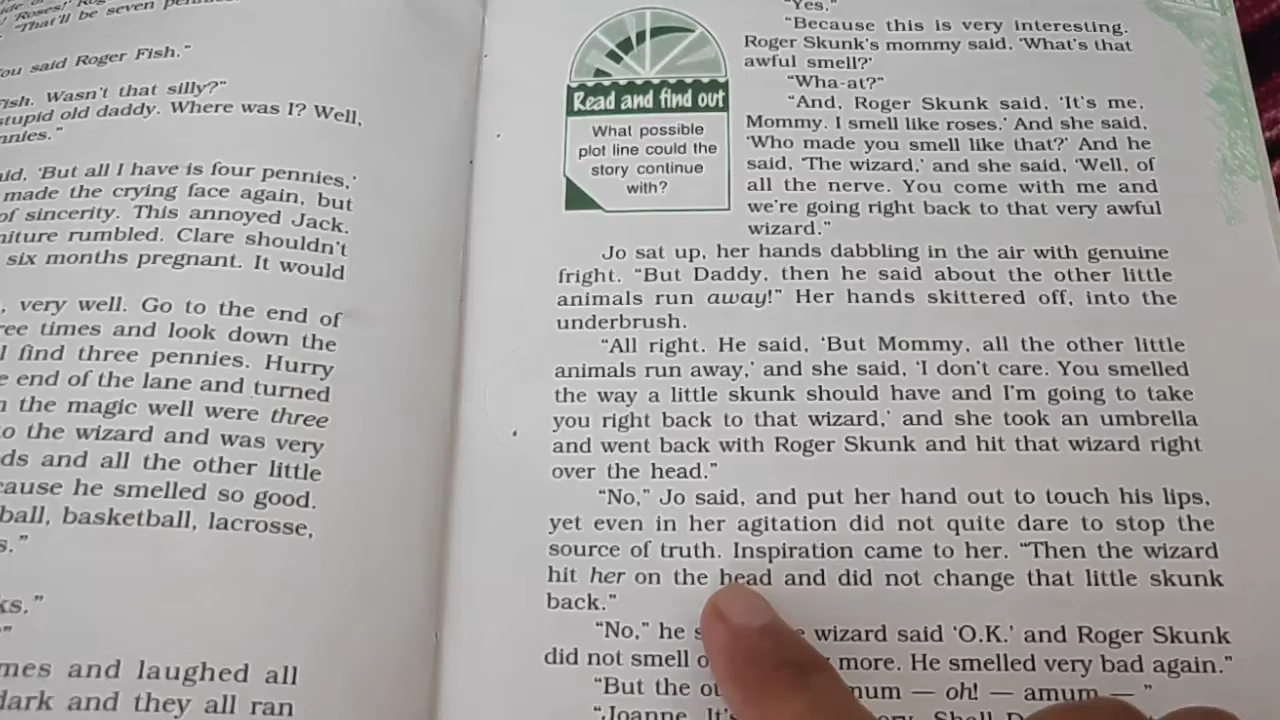 'Roses!'
"That'll be seven
you said Roger Fish."
Fish. Wasn't that silly?"
stupid old daddy. Where was I? Well,
nnies."
aid, 'But all I have is four pennies,'
made the crying face again, but
of sincerity. This annoyed Jack.
niture rumbled. Clare shouldn't
six months pregnant. It would
, very well. Go to the end of
ree times and look down the
l find three pennies. Hurry
e end of the lane and turned
n the magic well were three
to the wizard and was very
ds and all the other little
cause he smelled so good.
ball, basketball, lacrosse,
s."
ks."
"
mes and laughed all
dark and they all ran
Read and find out
What possible
plot line could the
story continue
with?
"Yes."
"Because this is very interesting.
Roger Skunk's mommy said, 'What's that
awful smell?'
"Wha-at?"
"And, Roger Skunk said, 'It's me,
Mommy. I smell like roses.' And she said,
'Who made you smell like that?' And he
said, 'The wizard,' and she said, 'Well, of
all the nerve. You come with me and
we're going right back to that very awful
wizard."
Jo sat up, her hands dabbling in the air with genuine
fright. "But Daddy, then he said about the other little
animals run away!" Her hands skittered off, into the
underbrush.
"All right. He said, 'But Mommy, all the other little
animals run away,' and she said, 'I don't care. You smelled
the way a little skunk should have and I'm going to take
you right back to that wizard,' and she took an umbrella
and went back with Roger Skunk and hit that wizard right
over the head."
"No," Jo said, and put her hand out to touch his lips,
yet even in her agitation did not quite dare to stop the
source of truth. Inspiration came to her. "Then the wizard
hit her on the head and did not change that little skunk
back."
"No," he wizard said 'O.K.' and Roger Skunk
did not smell more. He smelled very bad again."
"But the mum — oh! — amum — "
"Joanne. It's